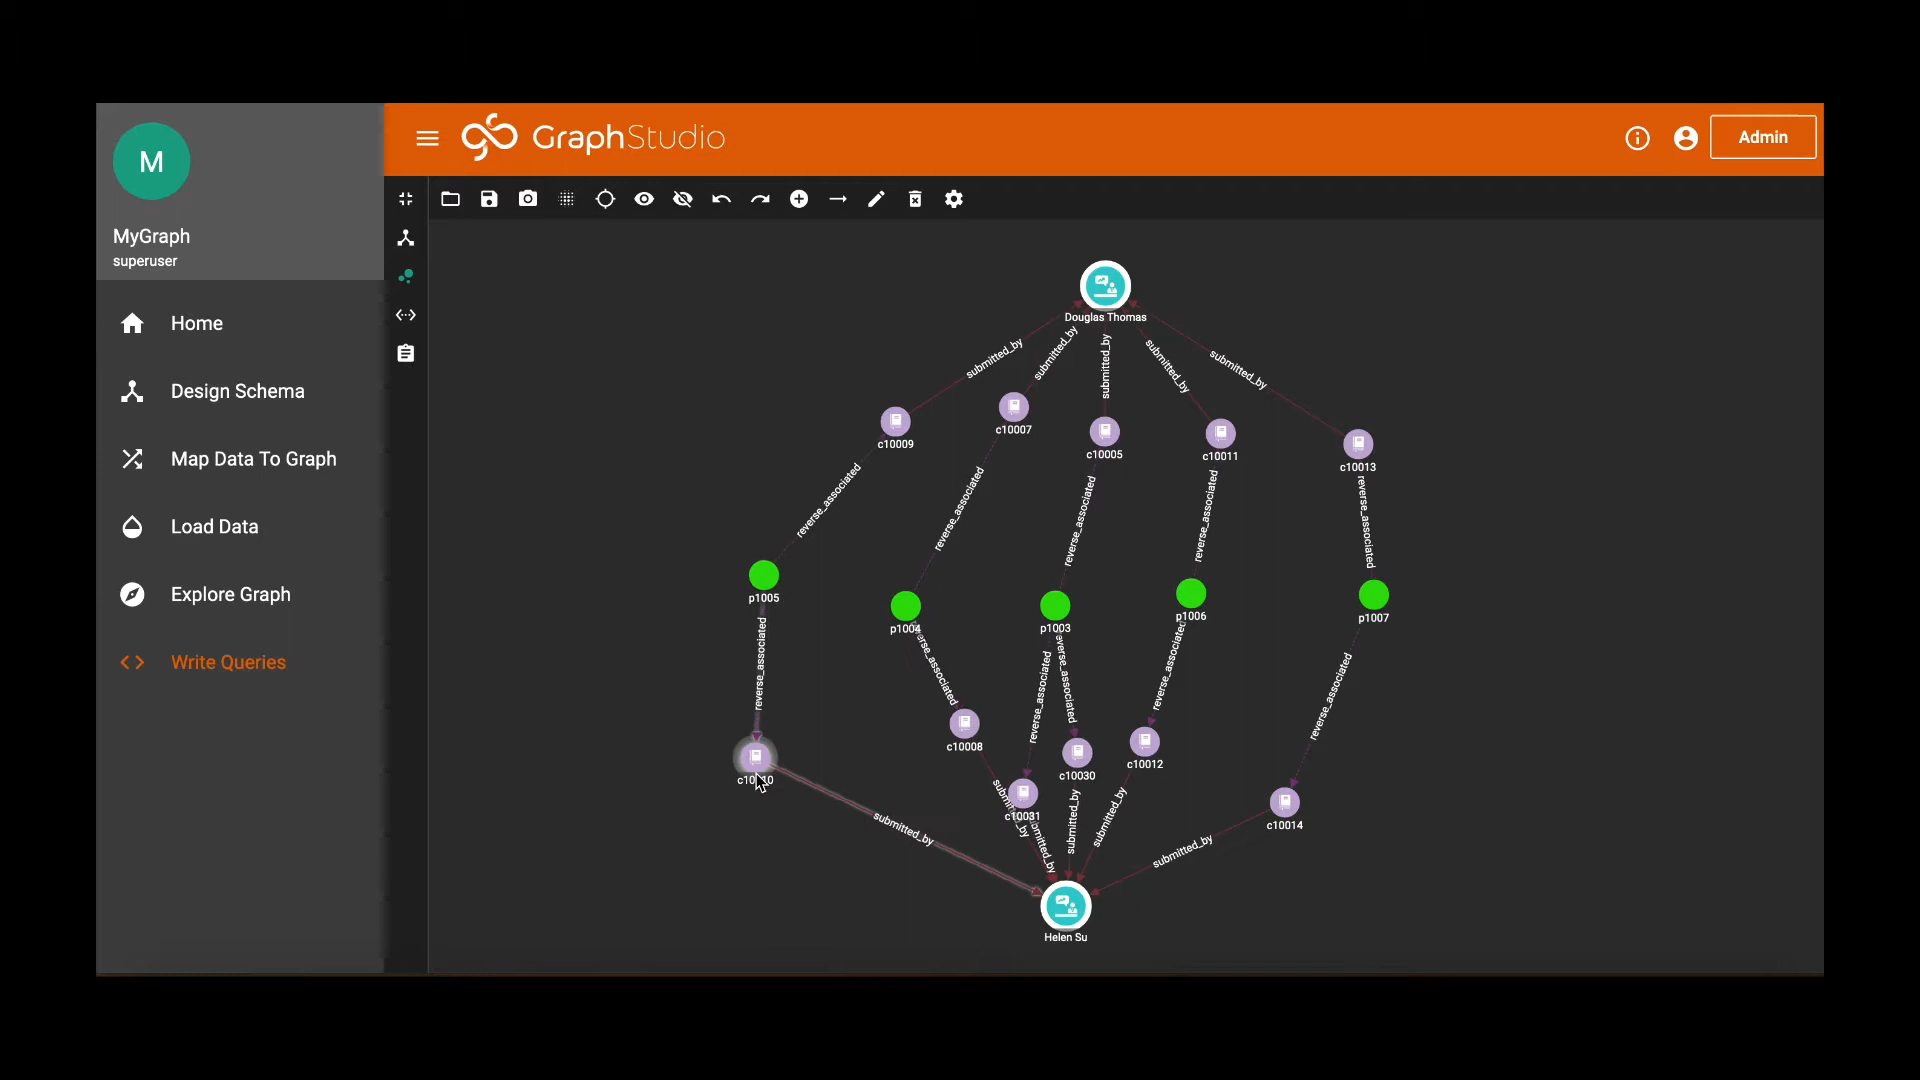 M
MyGraph
superuser
Home
Design Schema
Map Data To Graph
Load Data
Explore Graph
Write Queries
GraphStudio
Admin
Douglas Thomas
submitted_by
submitted_by
submitted_by
submitted_by
submitted_by
c10009
c10007
c10005
c10011
c10013
reverse_associated
reverse_associated
reverse_associated
reverse_associated
reverse_associated
p1005
p1004
p1003
p1006
p1007
reverse_associated
reverse_associated
reverse_associated
reverse_associated
reverse_associated
reverse_associated
c10008
c10030
c10012
c10031
c10014
submitted_by
submitted_by
submitted_by
submitted_by
Helen Su